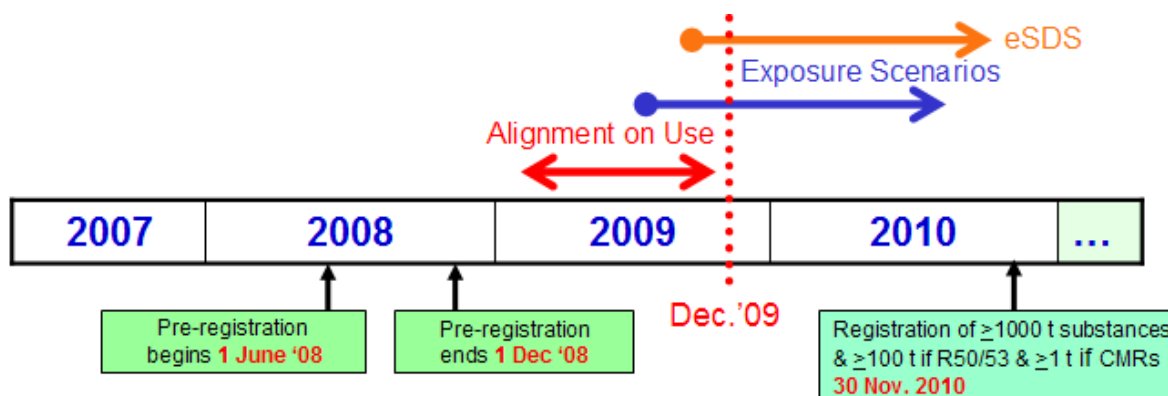 eSDS
Exposure Scenarios
Alignment on Use
2007 2008 2009 2010 ...
Dec.'09
Pre-registration
begins 1 June ‘08
Pre-registration
ends 1 Dec ‘08
Registration of ≥1000 t substances
& ≥100 t if R50/53 & ≥1 t if CMRs
30 Nov. 2010